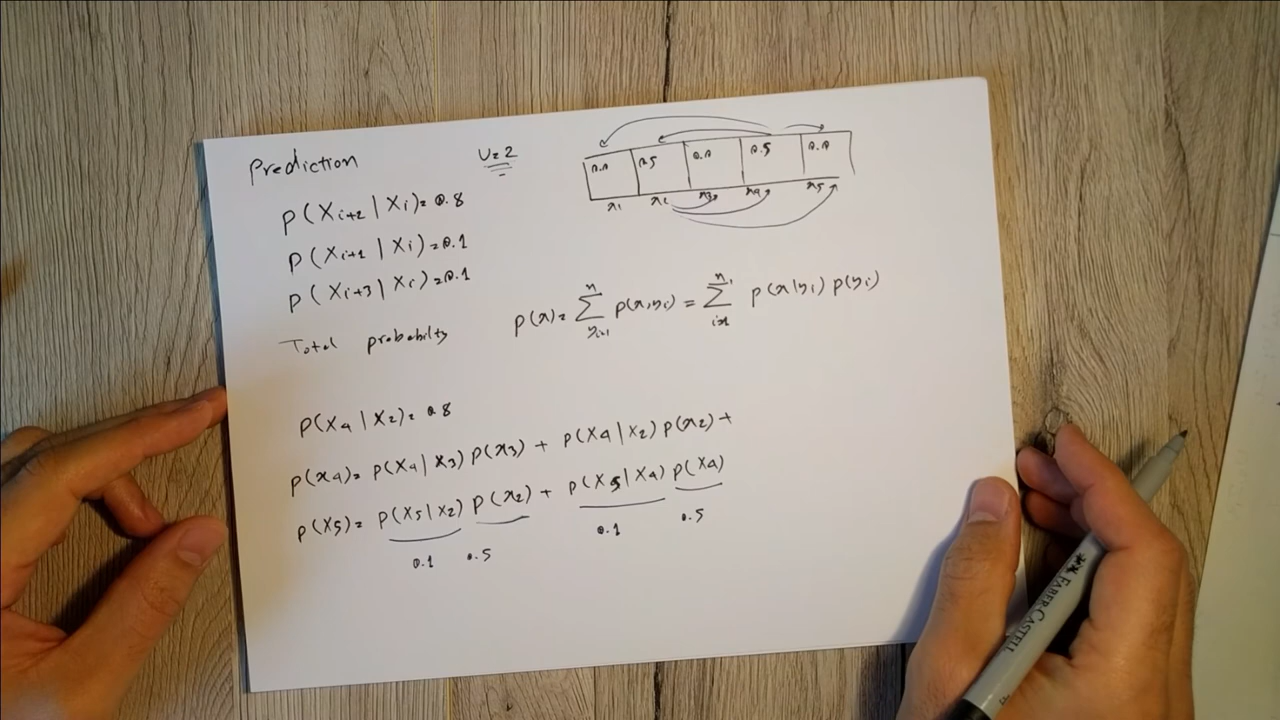 Prediction
U=2
0.0 0.5 0.0 0.5 0.0
x1 x2 x3 x4 x5
P(Xi+2 | Xi)= 0.8
P(Xi+1 | Xi)=0.1
P(Xi+3 | Xi)=0.1
Total probabilty
P(x)= Σ P(x,yi) = Σ P(x|yi) P(yi)
P(X4 | X2)= 0.8
P(x4)= P(X4 | X3) P(x3) + P(X4 | X2) P(x2) +
P(X5)= P(X5 | X2) P(x2) + P(X5 | X4) P(X4)
0.1 0.5 0.1 0.5
FABER-CASTELL